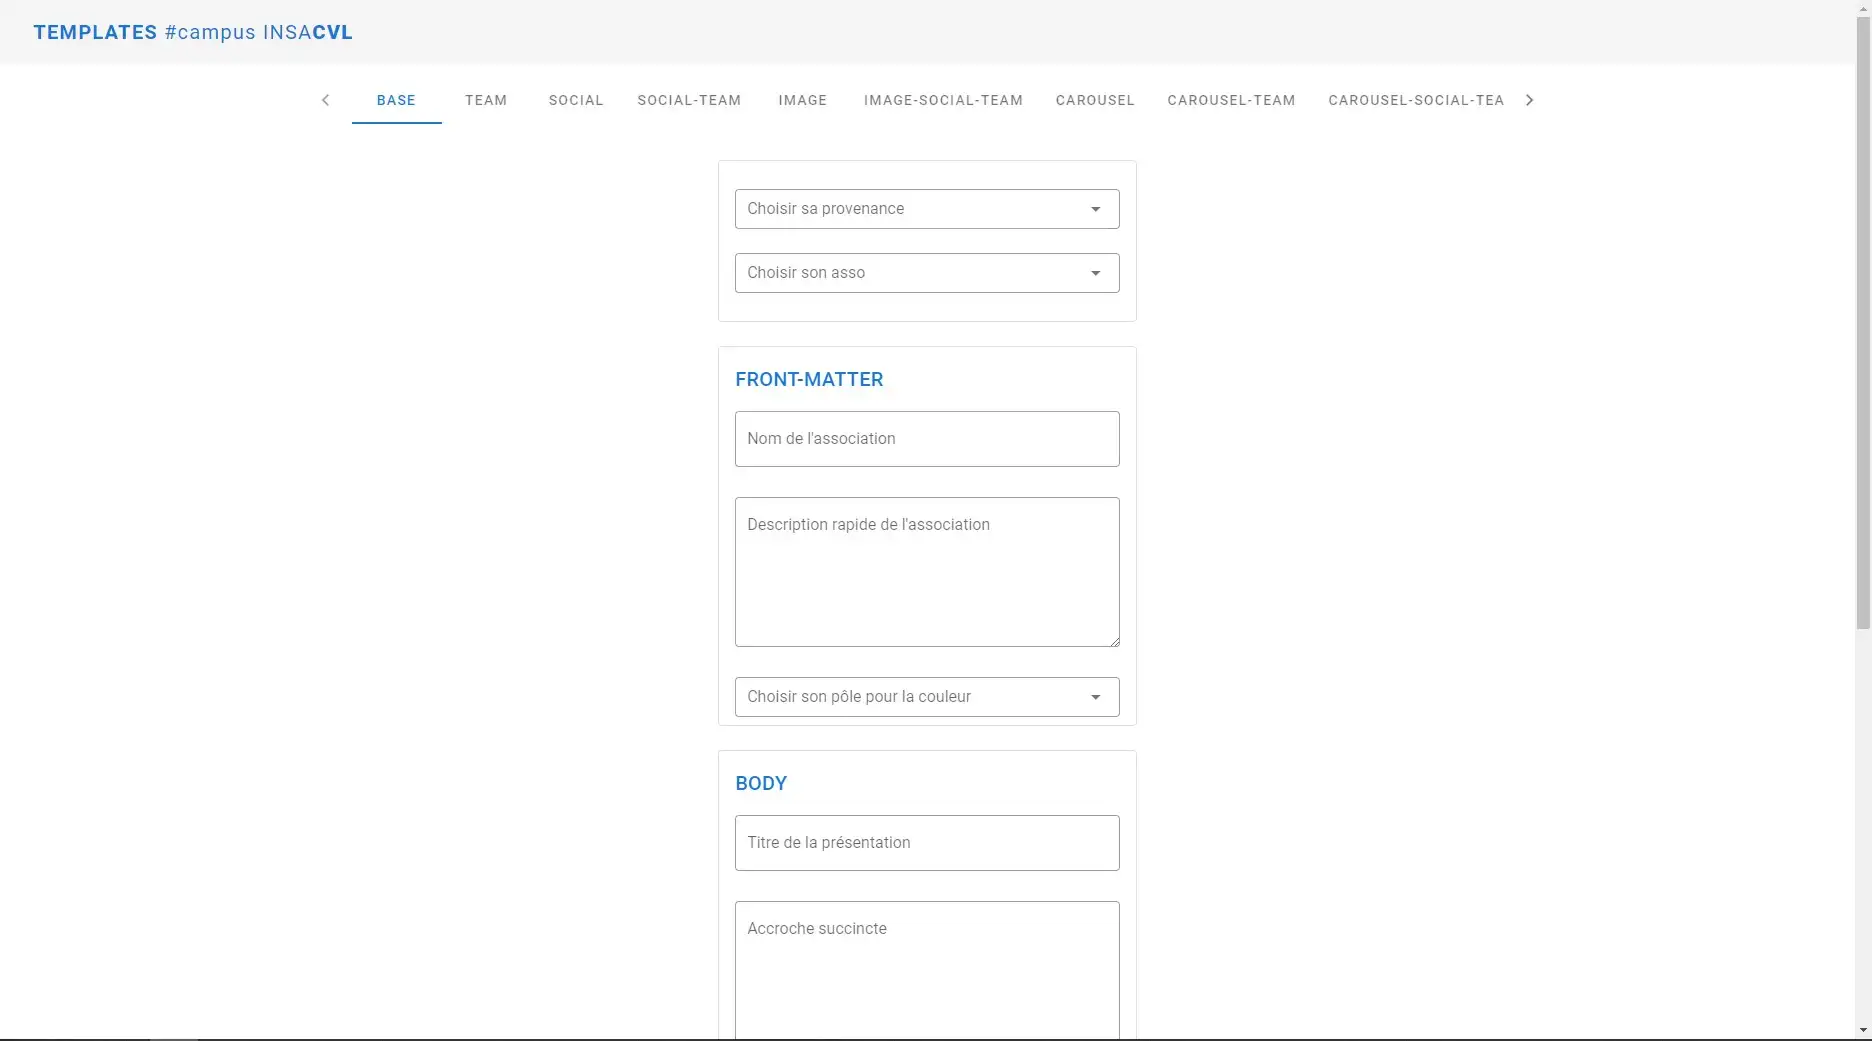 TEMPLATES #campus INSACVL
BASE TEAM SOCIAL SOCIAL-TEAM IMAGE IMAGE-SOCIAL-TEAM CAROUSEL CAROUSEL-TEAM CAROUSEL-SOCIAL-TEA
Choisir sa provenance
Choisir son asso
FRONT-MATTER
Nom de l'association
Description rapide de l'association
Choisir son pôle pour la couleur
BODY
Titre de la présentation
Accroche succincte